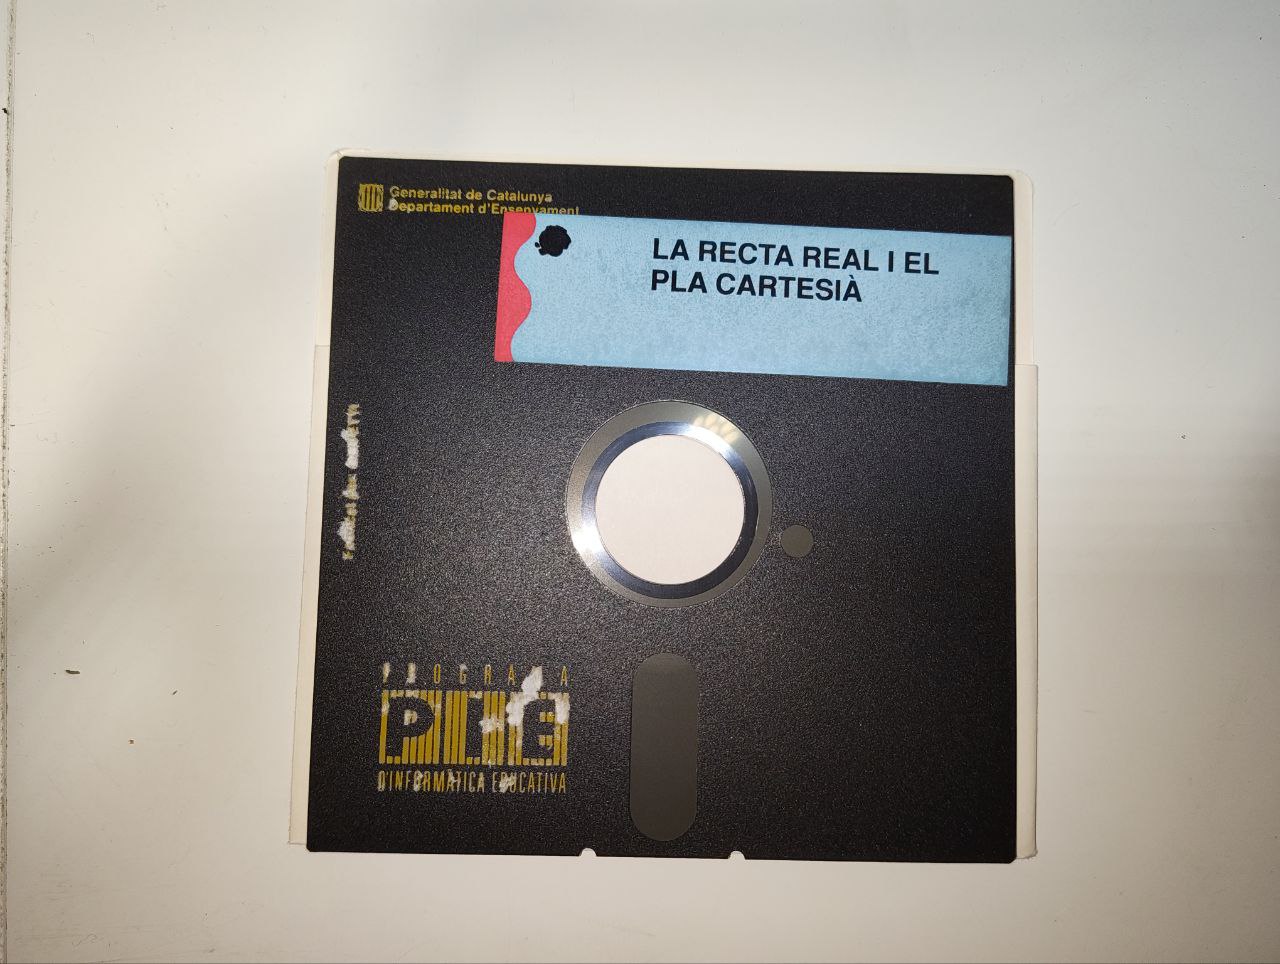 Generalitat de Catalunya
Departament d'Ensenyament
LA RECTA REAL I EL
PLA CARTESIÀ
PROGRAMA
PIE
D'INFORMÀTICA EDUCATIVA